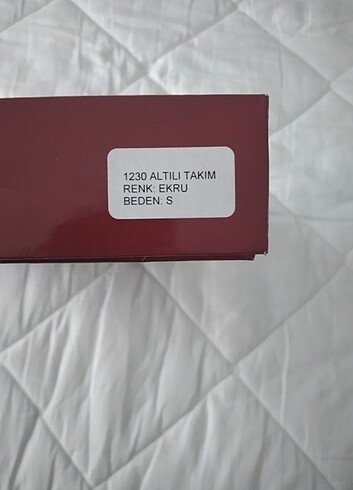 1230 ALTILI TAKIM
RENK: EKRU
BEDEN: S